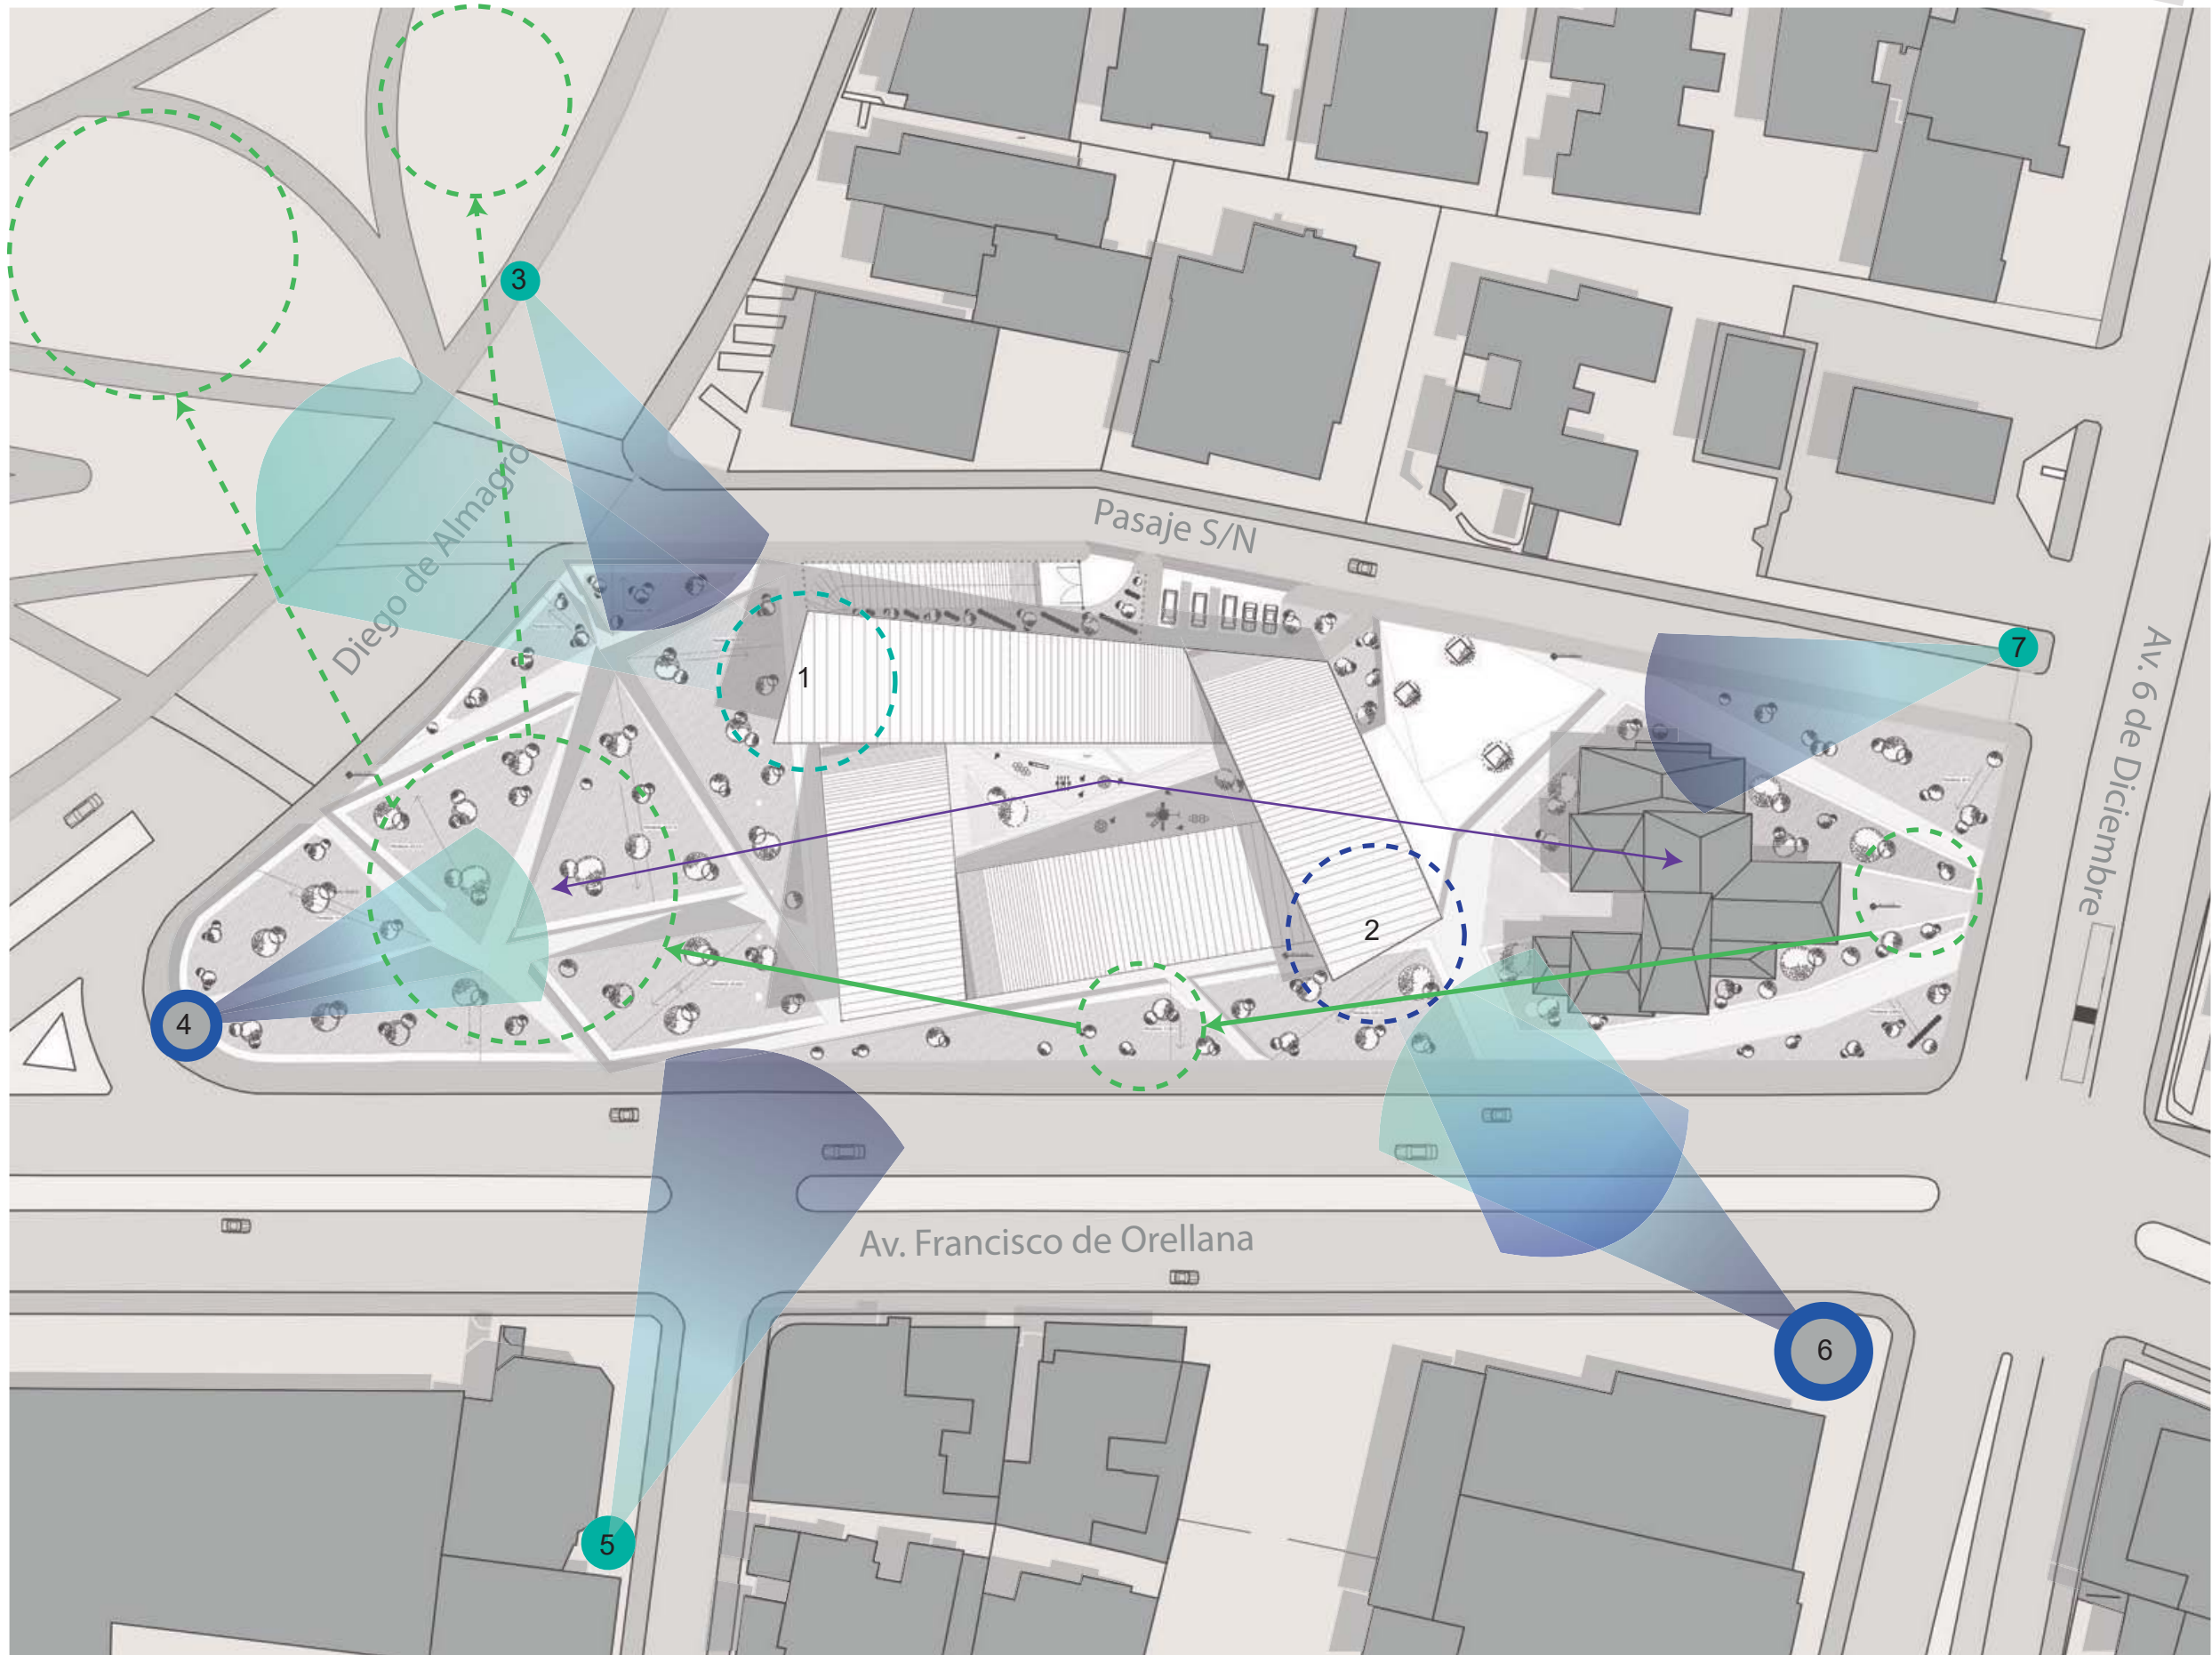 3
Pasaje S/N
Diego de Almagro
7
1
Av. 6 de Diciembre
2
4
Av. Francisco de Orellana
6
5